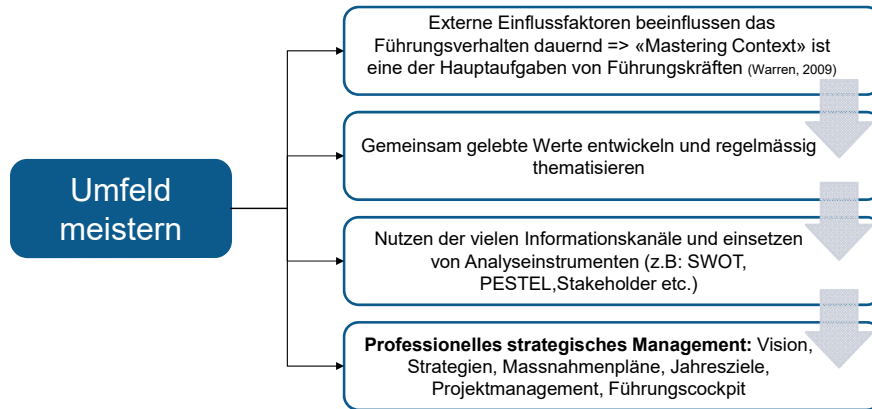 Umfeld
meistern
Externe Einflussfaktoren beeinflussen das
Führungsverhalten dauernd => «Mastering Context» ist
eine der Hauptaufgaben von Führungskräften (Warren, 2009)
Gemeinsam gelebte Werte entwickeln und regelmässig
thematisieren
Nutzen der vielen Informationskanäle und einsetzen
von Analyseinstrumenten (z.B: SWOT,
PESTEL,Stakeholder etc.)
Professionelles strategisches Management: Vision,
Strategien, Massnahmenpläne, Jahresziele,
Projektmanagement, Führungscockpit